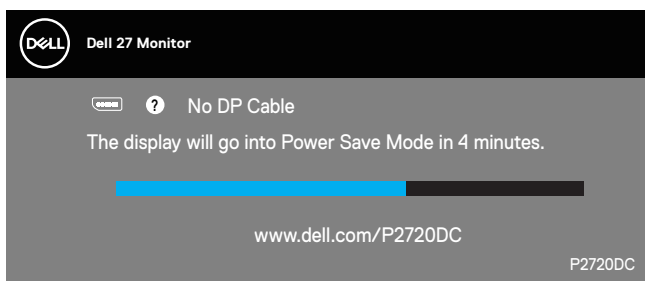 DELL
Dell 27 Monitor
? No DP Cable
The display will go into Power Save Mode in 4 minutes.
www.dell.com/P2720DC
P2720DC